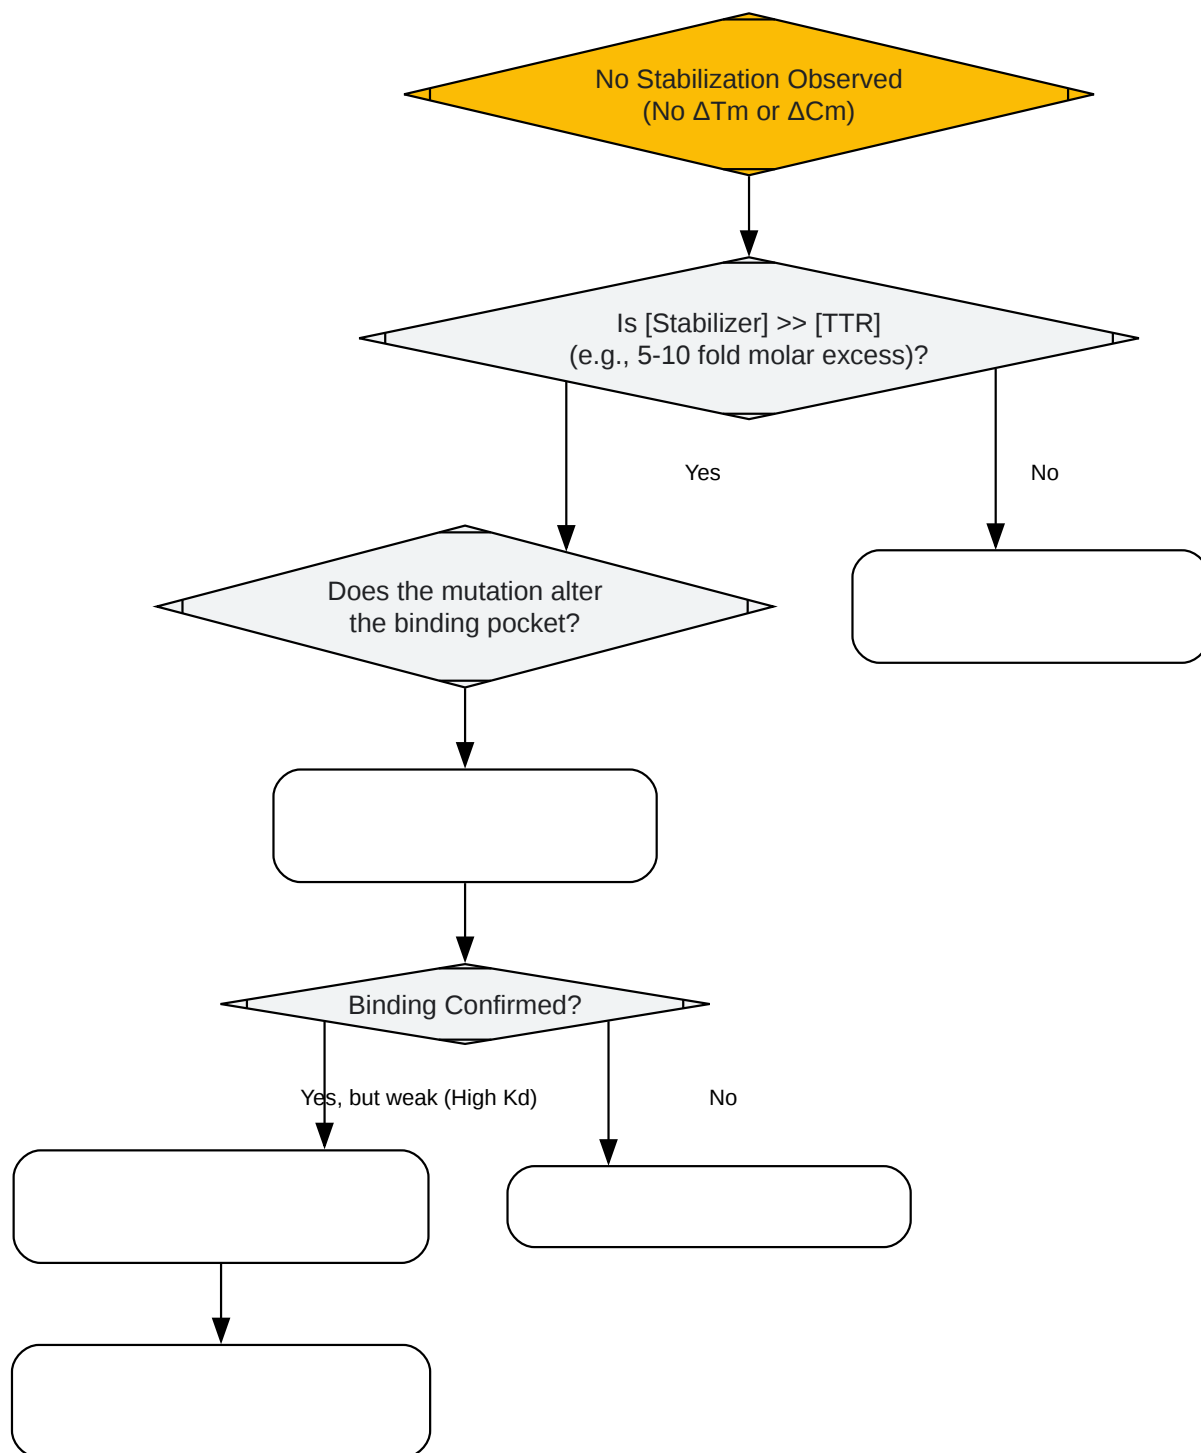 No Stabilization Observed
(No ΔTm or ΔCm)
Is [Stabilizer] >> [TTR]
(e.g., 5-10 fold molar excess)?
Yes
No
Does the mutation alter
the binding pocket?
Binding Confirmed?
Yes, but weak (High Kd)
No